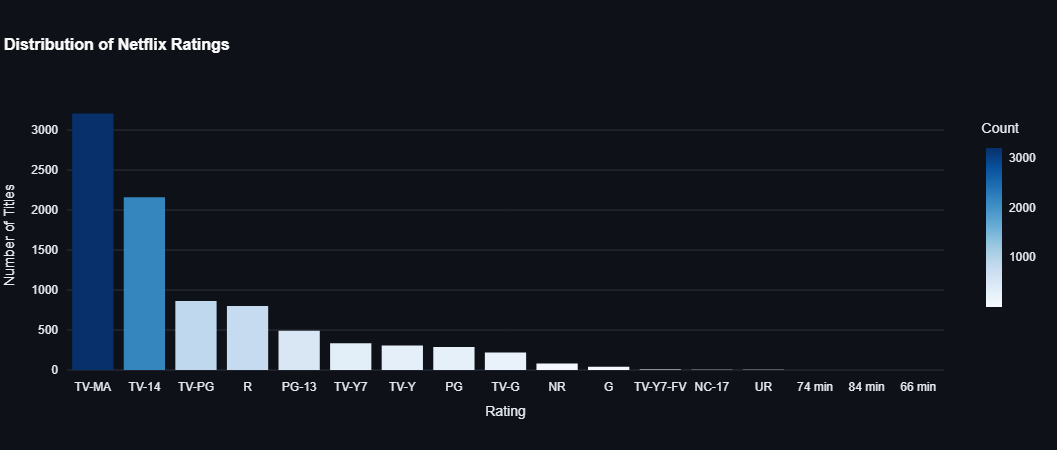 Distribution of Netflix Ratings
Count
3000
2500
2000
1500
1000
500
0
Number of Titles
TV-MA TV-14 TV-PG R PG-13 TV-Y7 TV-Y PG TV-G NR G TV-Y7-FV NC-17 UR 74 min 84 min 66 min
Rating
3000
2000
1000